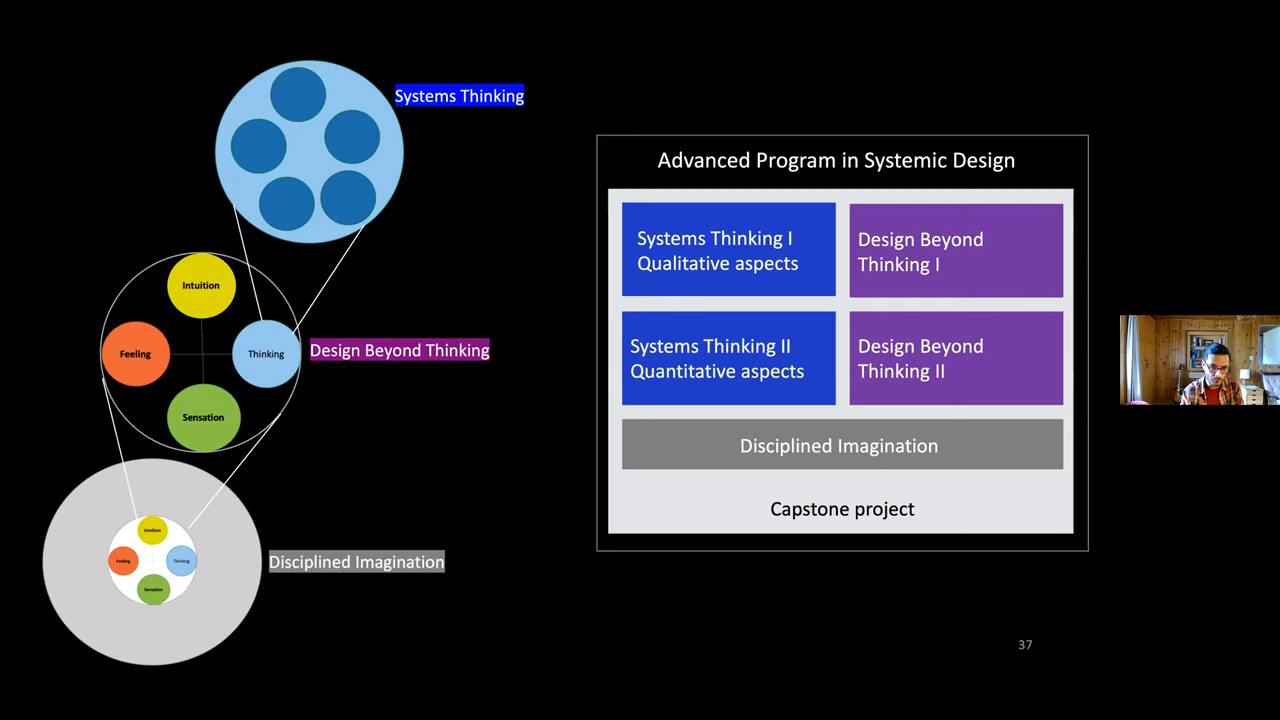 Systems Thinking
Intuition
Feeling
Thinking
Design Beyond Thinking
Sensation
Intuition
Feeling
Thinking
Disciplined Imagination
Sensation
Advanced Program in Systemic Design
Systems Thinking I
Qualitative aspects
Design Beyond
Thinking I
Systems Thinking II
Quantitative aspects
Design Beyond
Thinking II
Disciplined Imagination
Capstone project
37